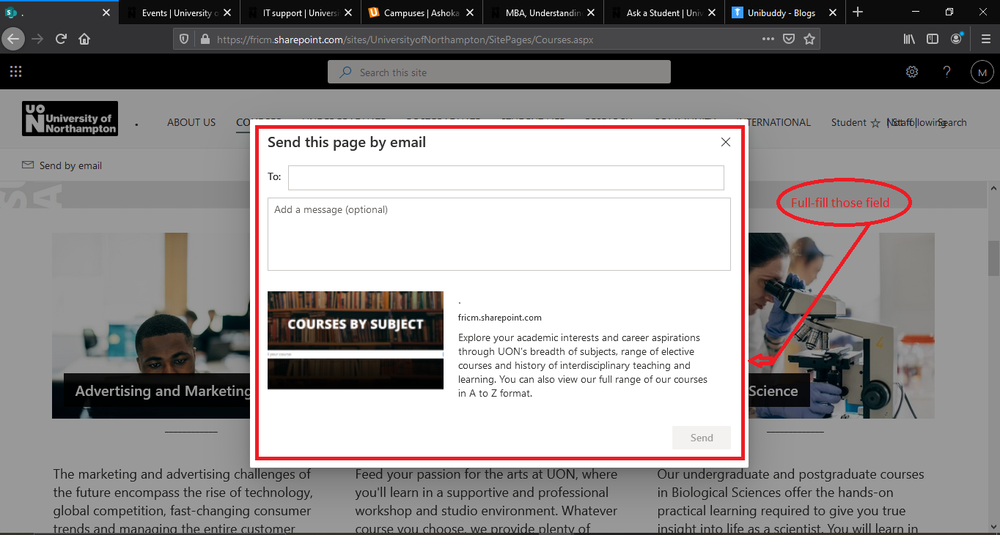 .
Events | University o
IT support | Universi
Campuses | Ashoka
MBA, Understandin
Ask a Student | Univ
Unibuddy - Blogs
https://fricm.sharepoint.com/sites/UniversityofNorthampton/SitePages/Courses.aspx
Search this site
M
UON University of Northampton
.
ABOUT US
INTERNATIONAL
Student
| Staff |
Not following
Search
Send by email
Send this page by email
To:
Add a message (optional)
Full-fill those field
COURSES BY SUBJECT
.
fricm.sharepoint.com
Explore your academic interests and career aspirations
through UON's breadth of subjects, range of elective
courses and history of interdisciplinary teaching and
learning. You can also view our full range of our courses
in A to Z format.
Send
Advertising and Marketing
Science
The marketing and advertising challenges of
the future encompass the rise of technology,
global competition, fast-changing consumer
trends and managing the entire customer
Feed your passion for the arts at UON, where
you'll learn in a supportive and professional
workshop and studio environment. Whatever
course you choose, we provide plenty of
Our undergraduate and postgraduate courses
in Biological Sciences offer the hands-on
practical learning required to give you true
insight into life as a scientist. You will learn in